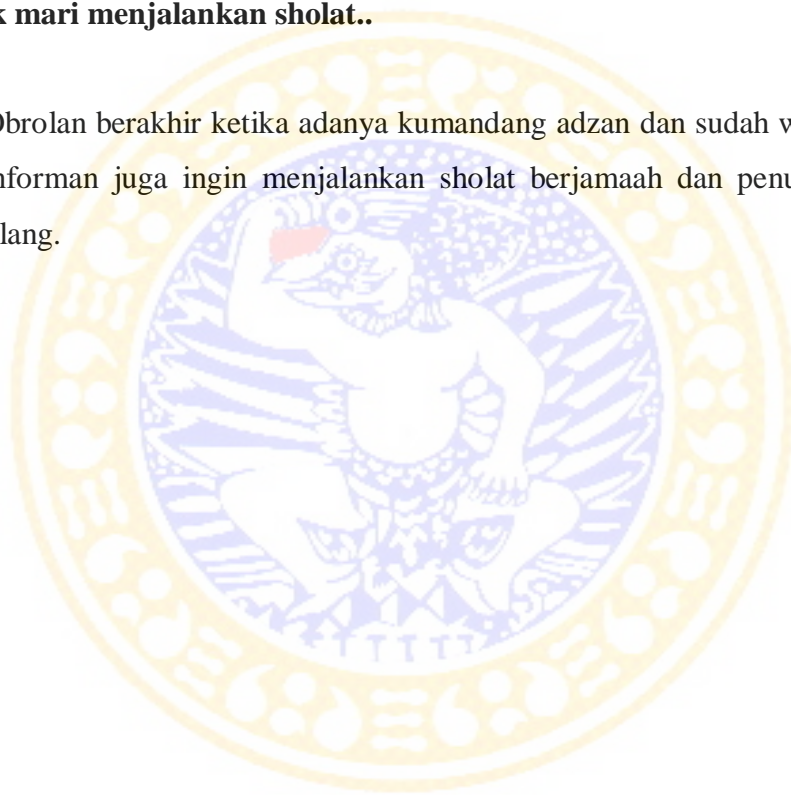 k mari menjalankan sholat..
Obrolan berakhir ketika adanya kumandang adzan dan sudah w
nforman juga ingin menjalankan sholat berjamaah dan penu
lang.